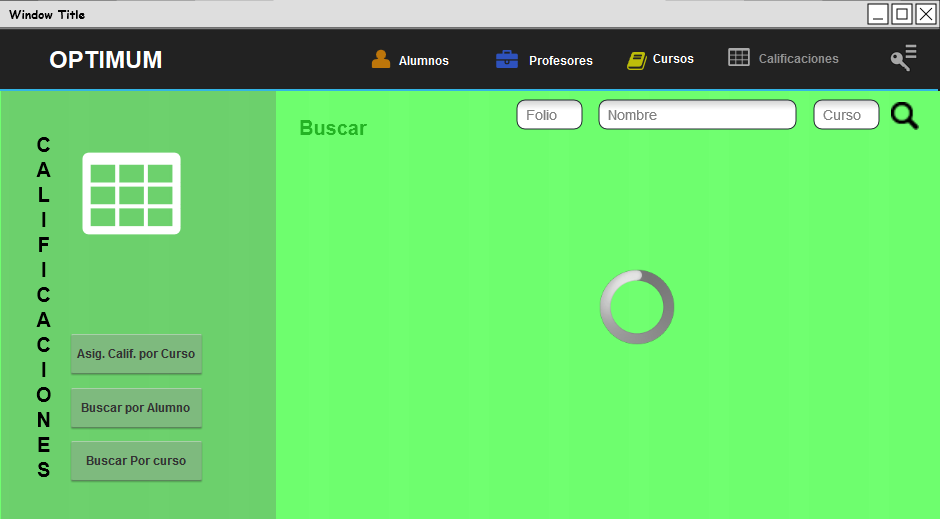 Window Title
OPTIMUM
Alumnos
Profesores
Cursos
Calificaciones
Buscar
Folio
Nombre
Curso
CALIFICACIONES
Asig. Calif. por Curso
Buscar por Alumno
Buscar Por curso